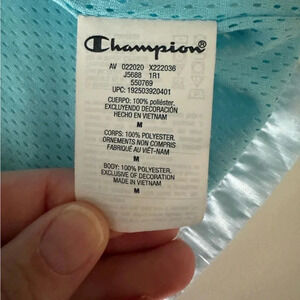 Champion®
AV 022020 X222036
J5688 1R1
550769
UPC: 192503920401
CUERPO: 100% poliéster.
EXCLUYENDO DECORACIÓN
HECHO EN VIETNAM
M
CORPS: 100% POLYESTER.
ORNEMENTS NON COMPRIS
FABRIQUÉ AU VIÊT-NAM
M
BODY: 100% POLYESTER.
EXCLUSIVE OF DECORATION
MADE IN VIETNAM
M